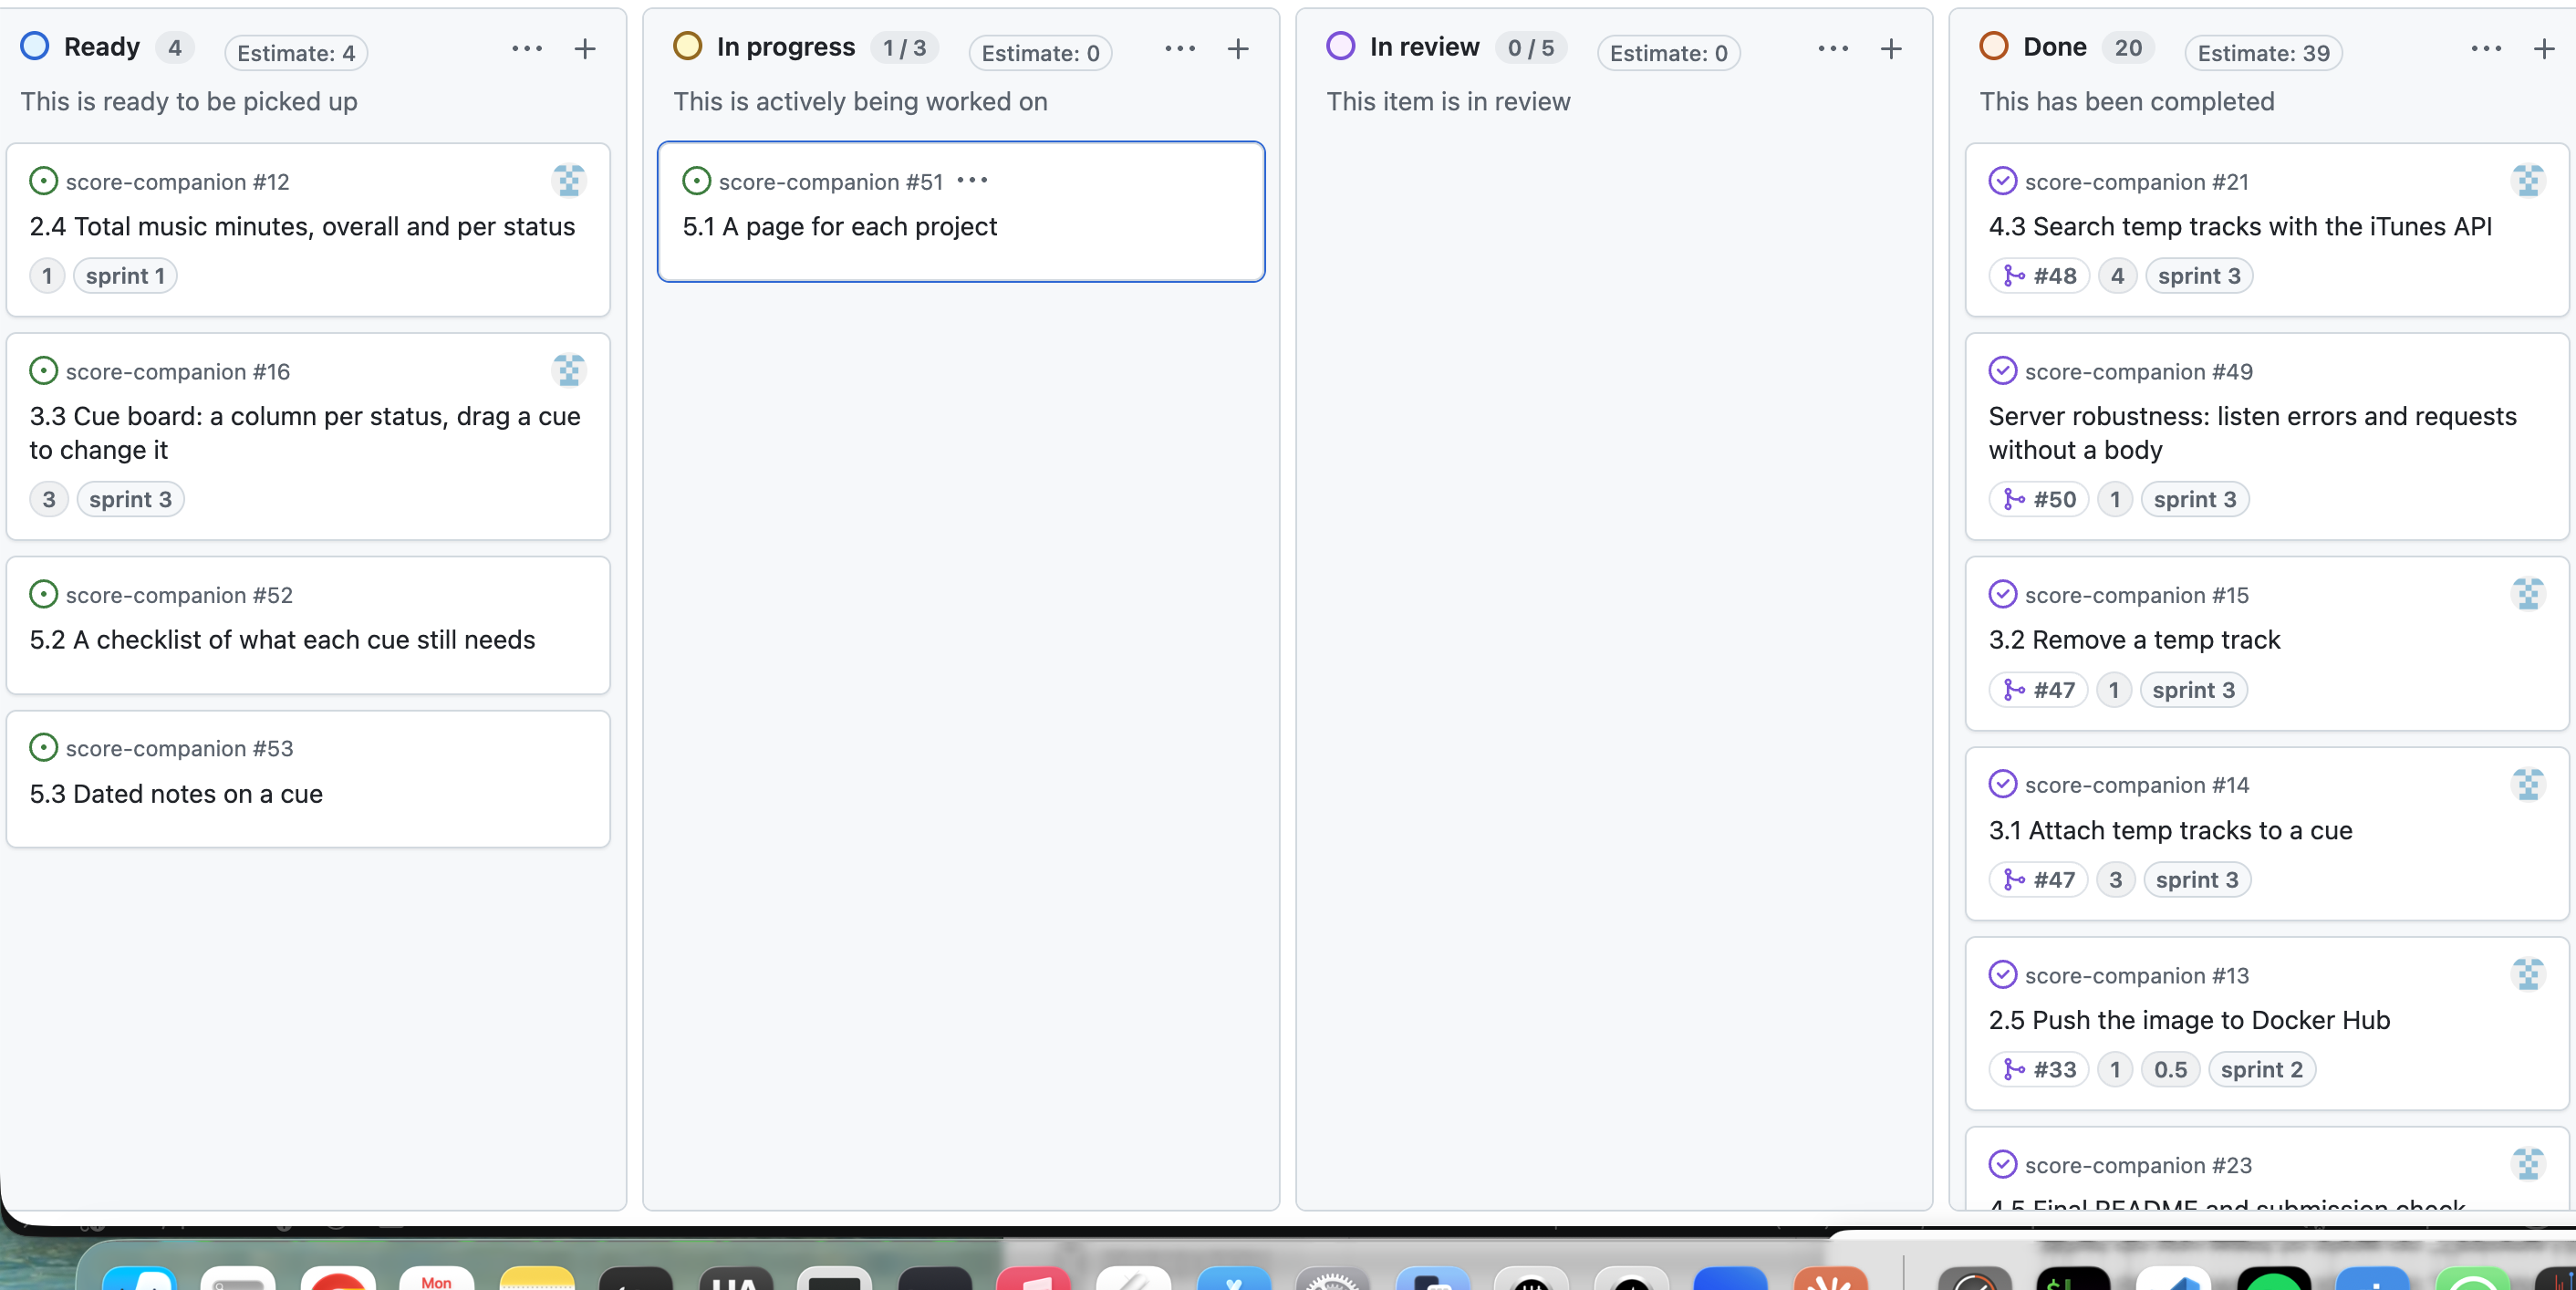 Ready 4 Estimate: 4
This is ready to be picked up
score-companion #12
2.4 Total music minutes, overall and per status
1 sprint 1
score-companion #16
3.3 Cue board: a column per status, drag a cue
to change it
3 sprint 3
score-companion #52
5.2 A checklist of what each cue still needs
score-companion #53
5.3 Dated notes on a cue
In progress 1 / 3 Estimate: 0
This is actively being worked on
score-companion #51
5.1 A page for each project
In review 0 / 5 Estimate: 0
This item is in review
Done 20 Estimate: 39
This has been completed
score-companion #21
4.3 Search temp tracks with the iTunes API
#48 4 sprint 3
score-companion #49
Server robustness: listen errors and requests
without a body
#50 1 sprint 3
score-companion #15
3.2 Remove a temp track
#47 1 sprint 3
score-companion #14
3.1 Attach temp tracks to a cue
#47 3 sprint 3
score-companion #13
2.5 Push the image to Docker Hub
#33 1 0.5 sprint 2
score-companion #23
4.5 Final README and submission check
Mon